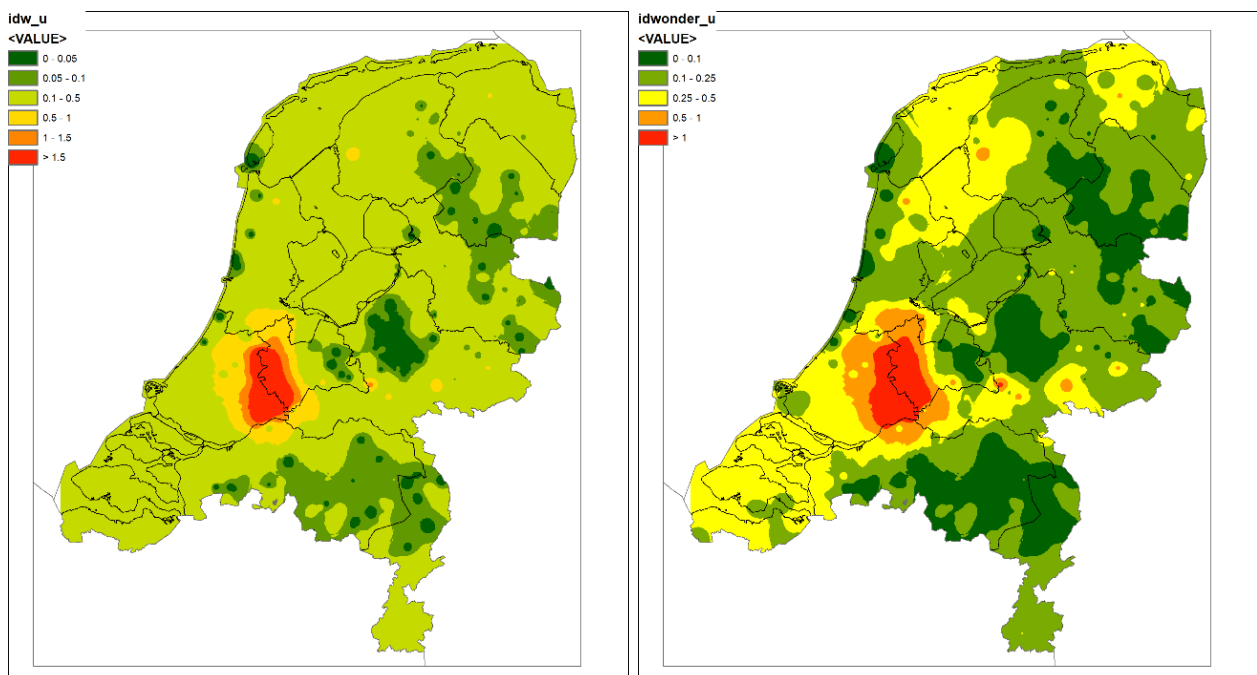 idw_u
<VALUE>
0 - 0.05
0.05 - 0.1
0.1 - 0.5
0.5 - 1
1 - 1.5
> 1.5
idwonder_u
<VALUE>
0 - 0.1
0.1 - 0.25
0.25 - 0.5
0.5 - 1
> 1